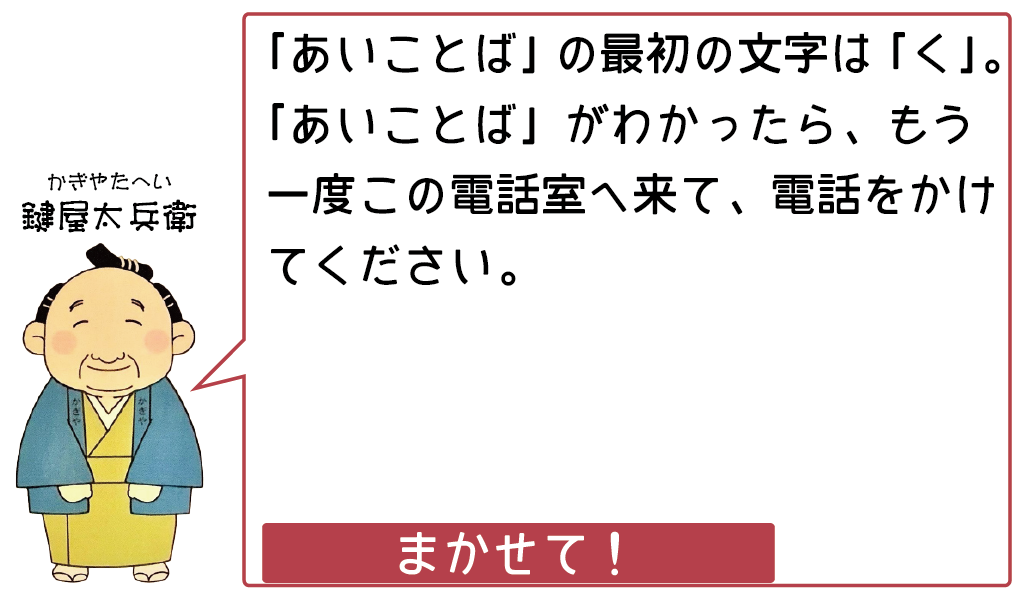 「あいことば」の最初の文字は「く」。
「あいことば」がわかったら、もう
一度この電話室へ来て、電話をかけ
てください。
かぎやたへい
鍵屋太兵衛
かぎや
かぎや
まかせて！